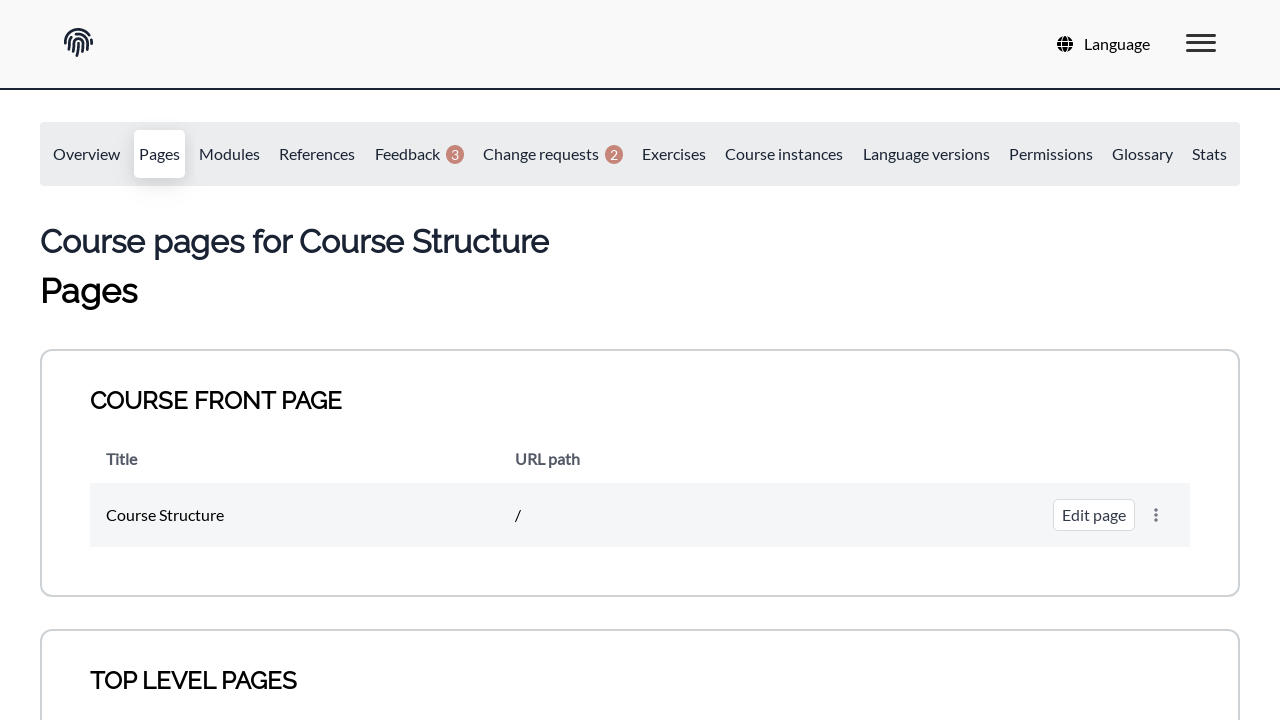 Language
Overview Pages Modules References Feedback 3 Change requests 2 Exercises Course instances Language versions Permissions Glossary Stats
Course pages for Course Structure
Pages
COURSE FRONT PAGE
Title URL path
Course Structure / Edit page
TOP LEVEL PAGES